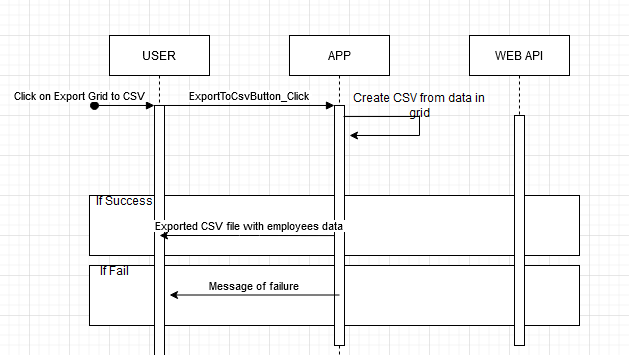 USER
APP
WEB API
Click on Export Grid to CSV
ExportToCsvButton_Click
Create CSV from data in
grid
If Success
Exported CSV file with employees data
If Fail
Message of failure